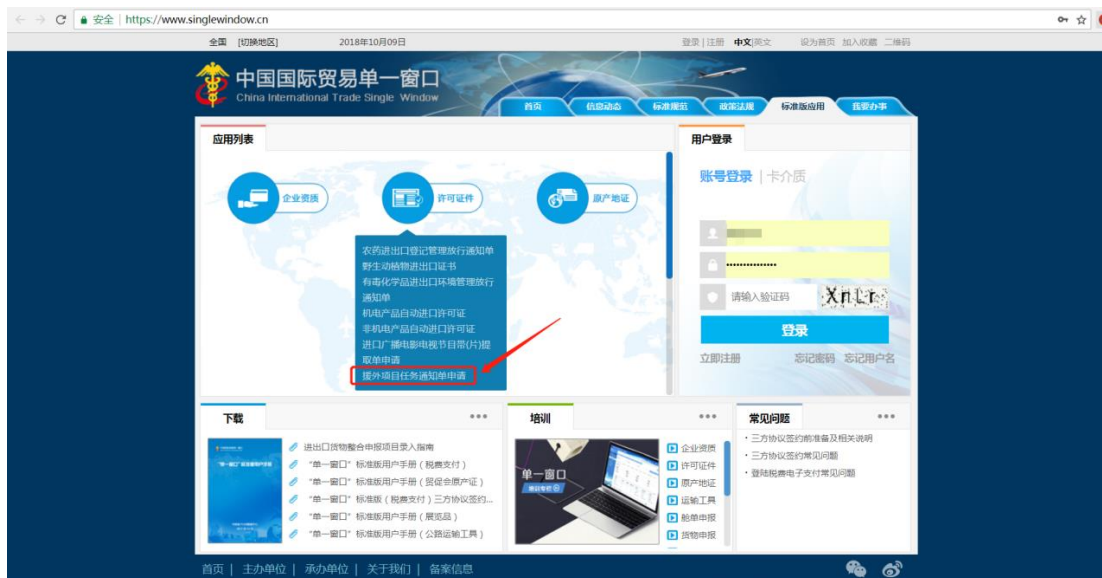 安全 | https://www.singlewindow.cn
全国 [切换地区] 2018年10月09日 登录 | 注册 中文|英文 设为首页 加入收藏 二维码
中国国际贸易单一窗口
China International Trade Single Window
首页 信息动态 标准规范 政策法规 标准版应用 我要办事
应用列表
企业资质 许可证件 原产地证
农药进出口登记管理放行通知单
野生动植物进出口证书
有毒化学品进出口环境管理放行
通知单
机电产品自动进口许可证
非机电产品自动进口许可证
进口广播电影电视节目带(片)提
取单申请
援外项目任务通知单申请
用户登录
账号登录 | 卡介质
请输入验证码
登录
立即注册 忘记密码 忘记用户名
下载
进出口货物整合申报项目录入指南
“单一窗口”标准版用户手册（税费支付）
“单一窗口”标准版用户手册（贸促会原产证）
“单一窗口”标准版（税费支付）三方协议签约...
“单一窗口”标准版用户手册（展览品）
“单一窗口”标准版用户手册（公路运输工具）
培训
单一窗口
企业资质
许可证件
原产地证
运输工具
舱单申报
货物申报
常见问题
三方协议签约前准备及相关说明
三方协议签约常见问题
登陆税费电子支付常见问题
首页 | 主办单位 | 承办单位 | 关于我们 | 备案信息